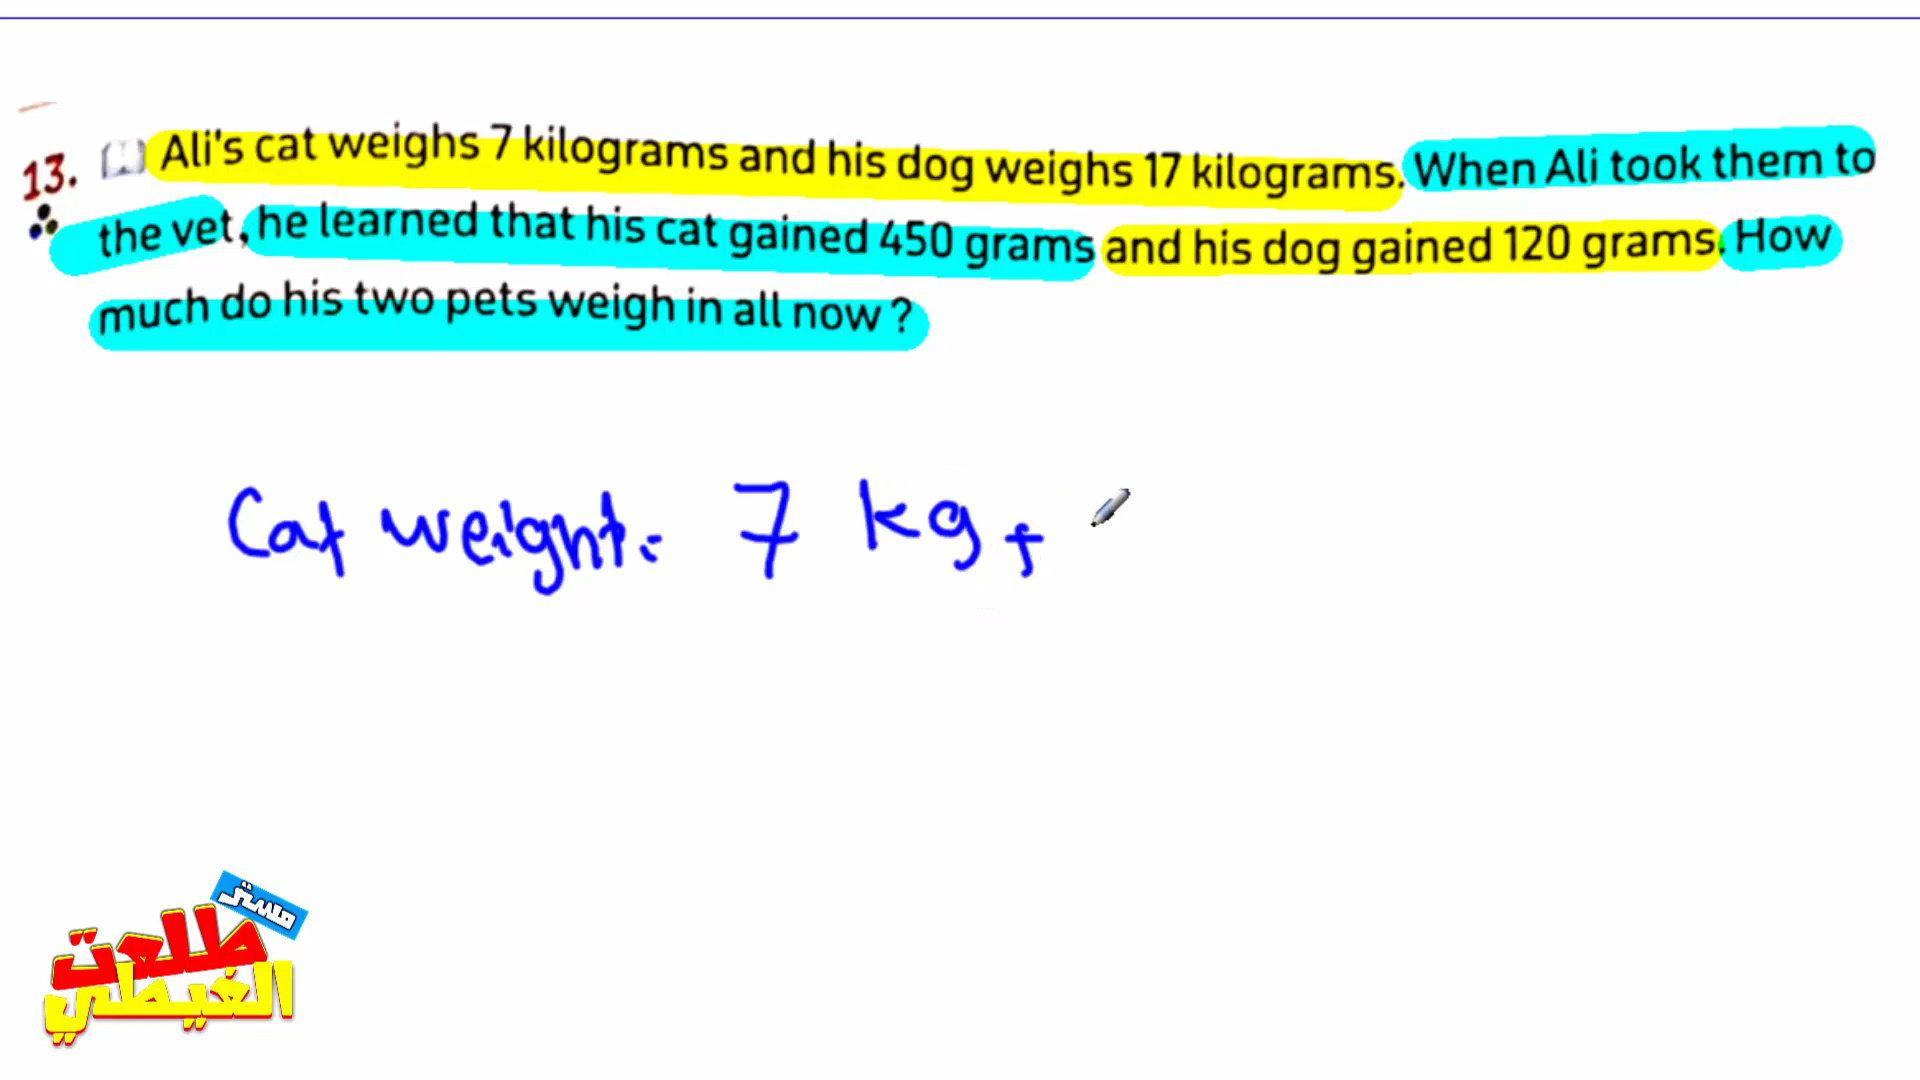 13. Ali's cat weighs 7 kilograms and his dog weighs 17 kilograms. When Ali took them to
the vet, he learned that his cat gained 450 grams and his dog gained 120 grams. How
much do his two pets weigh in all now ?
Cat weight = 7 kg +
مستر
طلعت
الغيطي